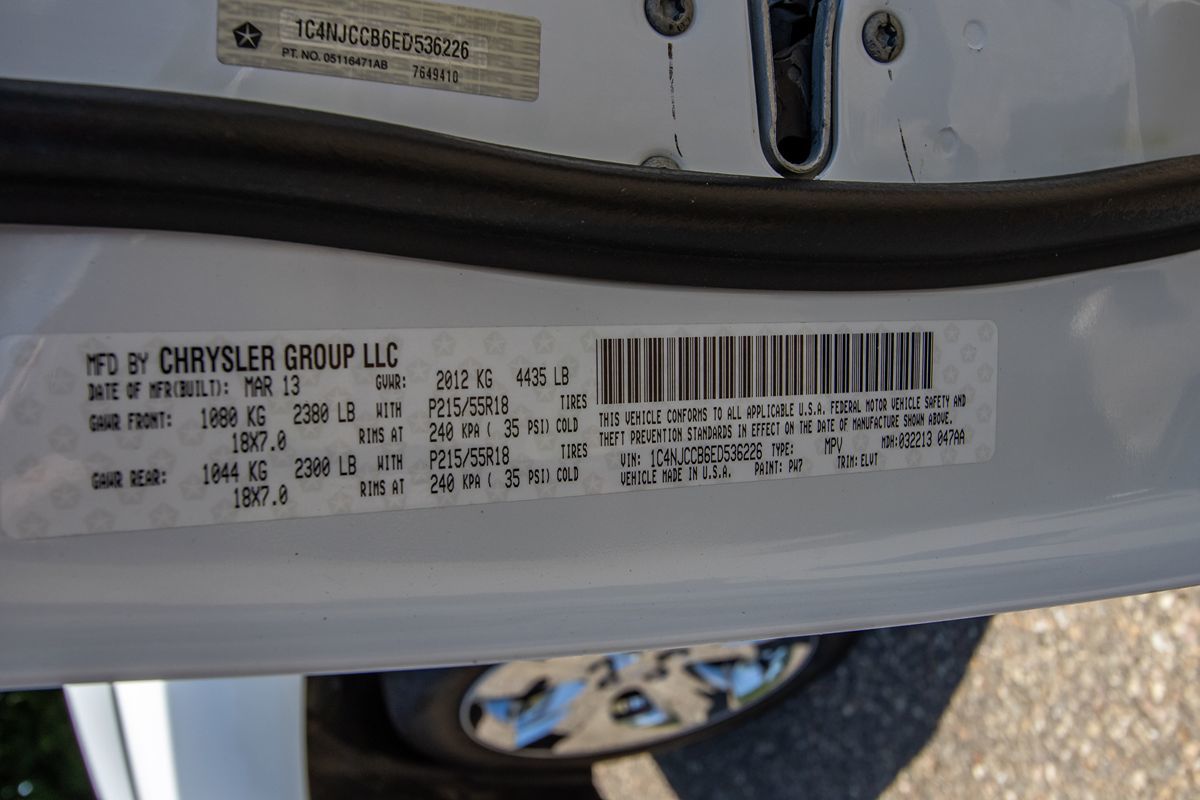 1C4NJCCB6ED536226
PT. NO. 05116471AB 7649410
MFD BY CHRYSLER GROUP LLC
DATE OF MFR(BUILT): MAR 13 GVWR: 2012 KG 4435 LB
GAWR FRONT: 1080 KG 2380 LB WITH P215/55R18 TIRES
18X7.0 RIMS AT 240 KPA ( 35 PSI) COLD
GAWR REAR: 1044 KG 2300 LB WITH P215/55R18 TIRES
18X7.0 RIMS AT 240 KPA ( 35 PSI) COLD
THIS VEHICLE CONFORMS TO ALL APPLICABLE U.S.A. FEDERAL MOTOR VEHICLE SAFETY AND
THEFT PREVENTION STANDARDS IN EFFECT ON THE DATE OF MANUFACTURE SHOWN ABOVE.
VIN: 1C4NJCCB6ED536226 TYPE: MPV MDH:032213 047AA
VEHICLE MADE IN U.S.A. PAINT: PW7 TRIM: ELVT